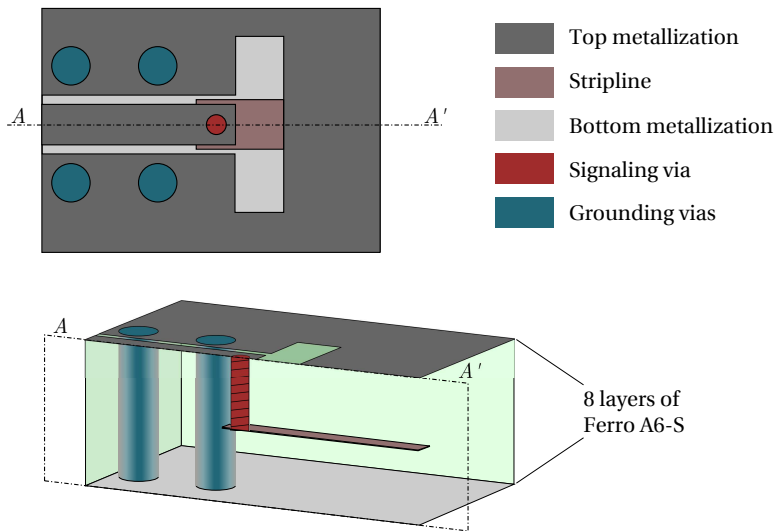 A
A'
Top metallization
Stripline
Bottom metallization
Signaling via
Grounding vias
A
A'
8 layers of
Ferro A6-S